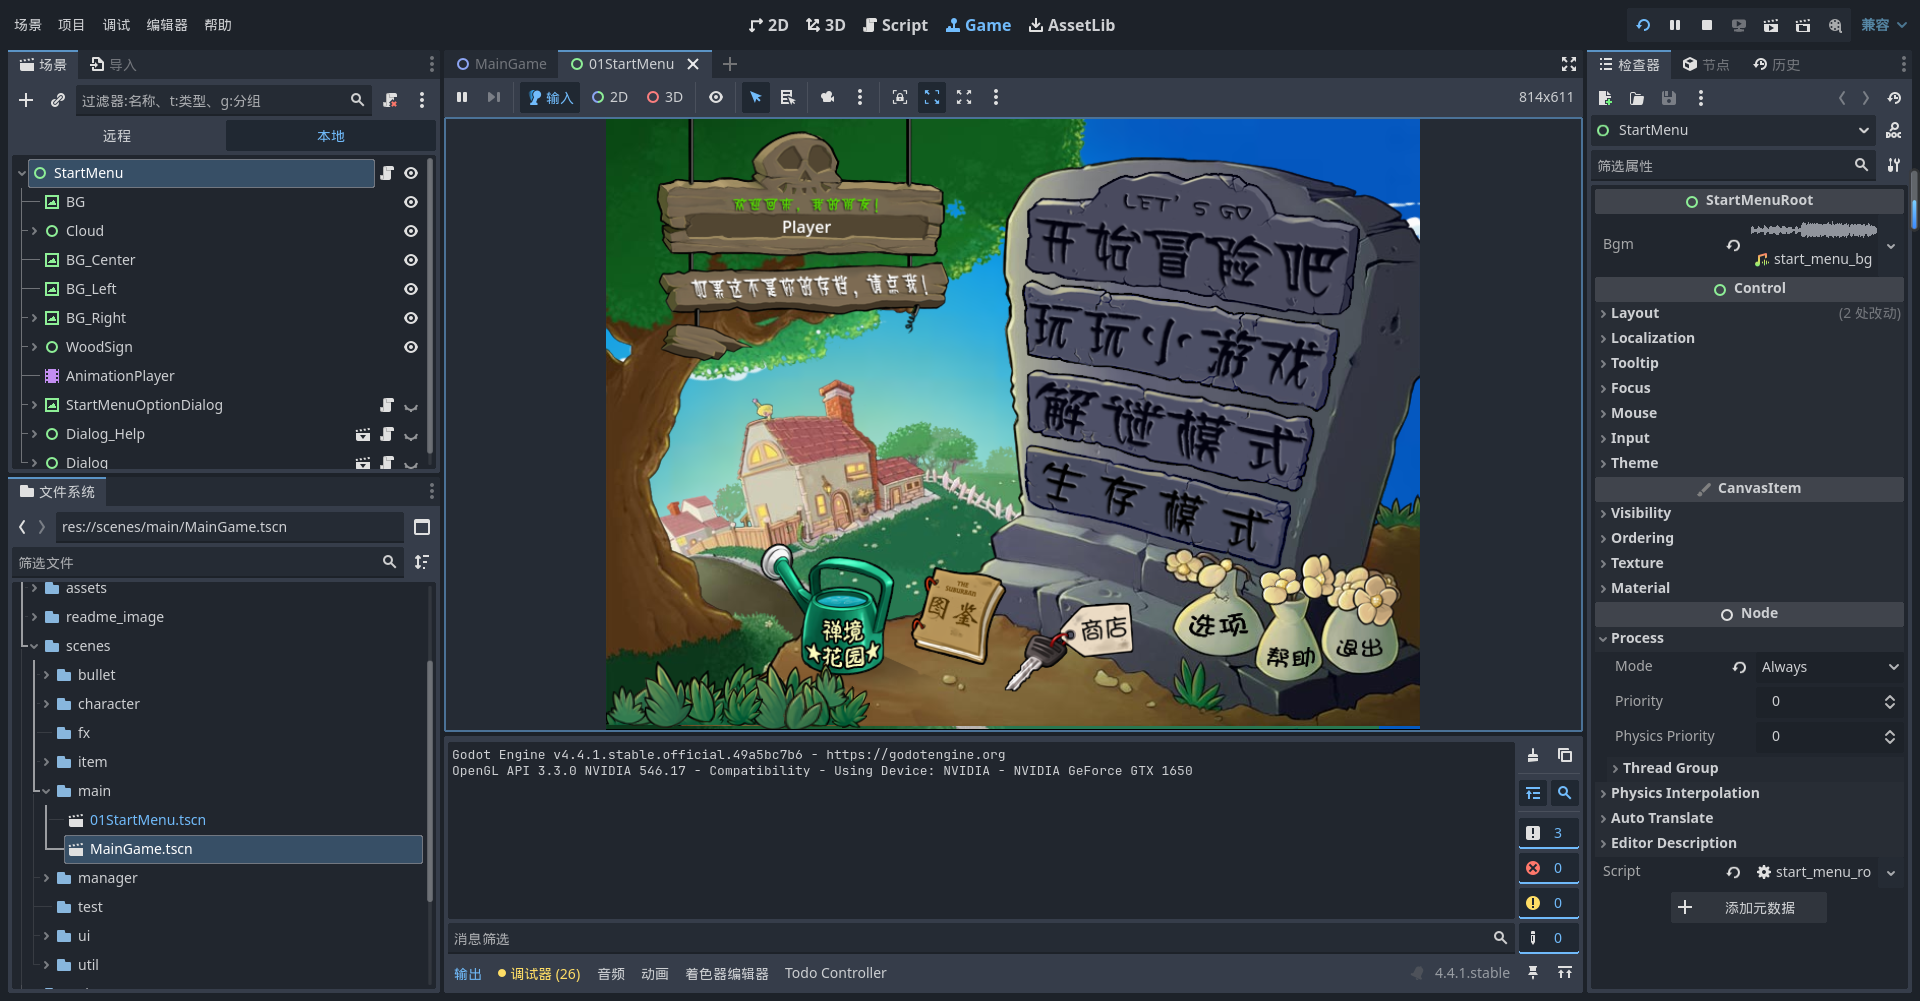 场景 项目 调试 编辑器 帮助
2D 3D Script Game AssetLib
兼容
场景 导入
过滤器:名称、t:类型、g:分组
远程 本地
StartMenu
BG
Cloud
BG_Center
BG_Left
BG_Right
WoodSign
AnimationPlayer
StartMenuOptionDialog
Dialog_Help
Dialog
文件系统
res://scenes/main/MainGame.tscn
筛选文件
assets
readme_image
scenes
bullet
character
fx
item
main
01StartMenu.tscn
MainGame.tscn
manager
test
ui
util
MainGame 01StartMenu
输入 2D 3D 814x611
欢迎回来，我的朋友！
Player
如果这不是你的存档，请点我！
LET'S GO
开始冒险吧
玩玩小游戏
解谜模式
生存模式
禅境
花园
THE
SUBURBAN
图鉴
商店
选项
帮助
退出
Godot Engine v4.4.1.stable.official.49a5bc7b6 - https://godotengine.org
OpenGL API 3.3.0 NVIDIA 546.17 - Compatibility - Using Device: NVIDIA - NVIDIA GeForce GTX 1650
3
0
0
0
消息筛选
输出 调试器 (26) 音频 动画 着色器编辑器 Todo Controller 4.4.1.stable
检查器 节点 历史
StartMenu
筛选属性
StartMenuRoot
Bgm
start_menu_bg
Control
Layout (2 处改动)
Localization
Tooltip
Focus
Mouse
Input
Theme
CanvasItem
Visibility
Ordering
Texture
Material
Node
Process
Mode Always
Priority 0
Physics Priority 0
Thread Group
Physics Interpolation
Auto Translate
Editor Description
Script start_menu_ro
添加元数据